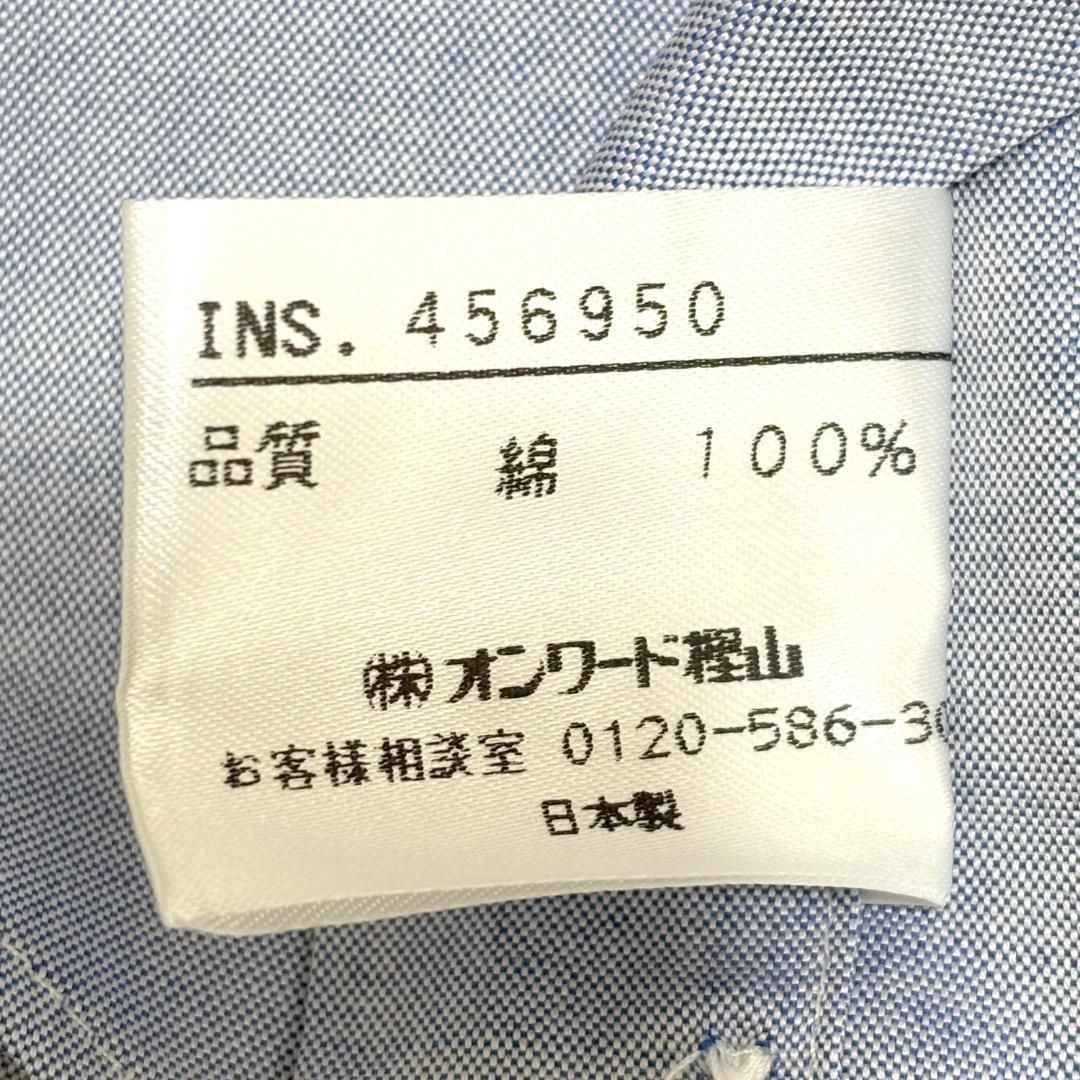 INS. 456950
品質 綿 100%
㈱オンワード樫山
お客様相談室 0120-586-3
日本製